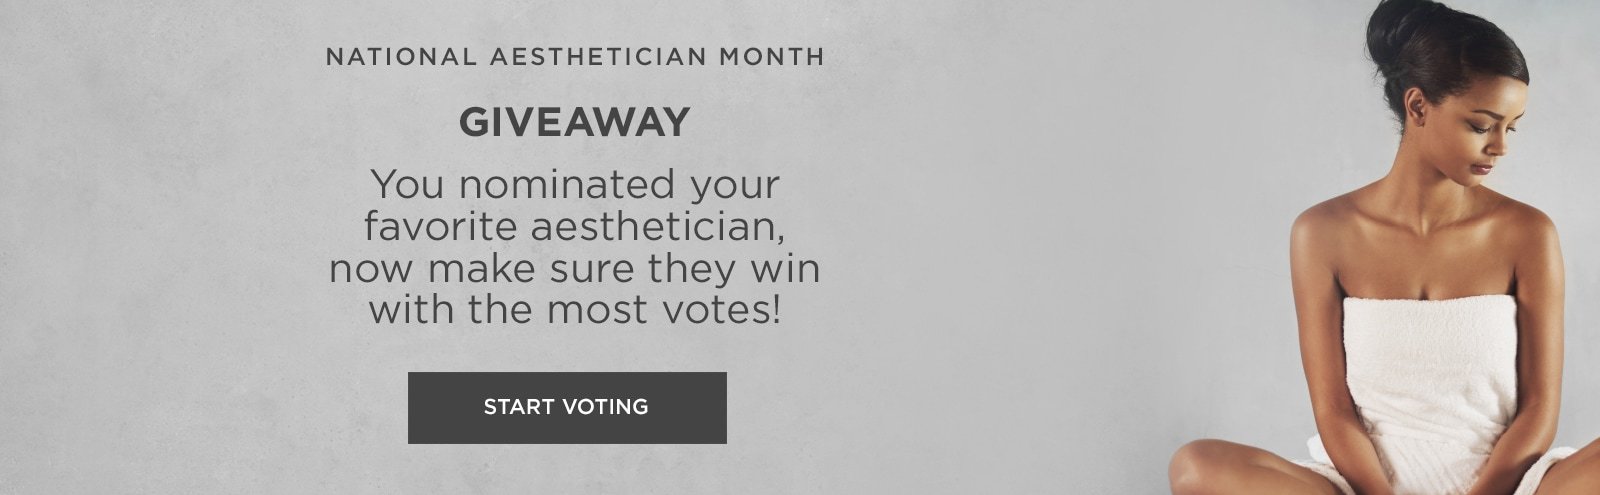 NATIONAL AESTHETICIAN MONTH
GIVEAWAY
You nominated your
favorite aesthetician,
now make sure they win
with the most votes!
START VOTING